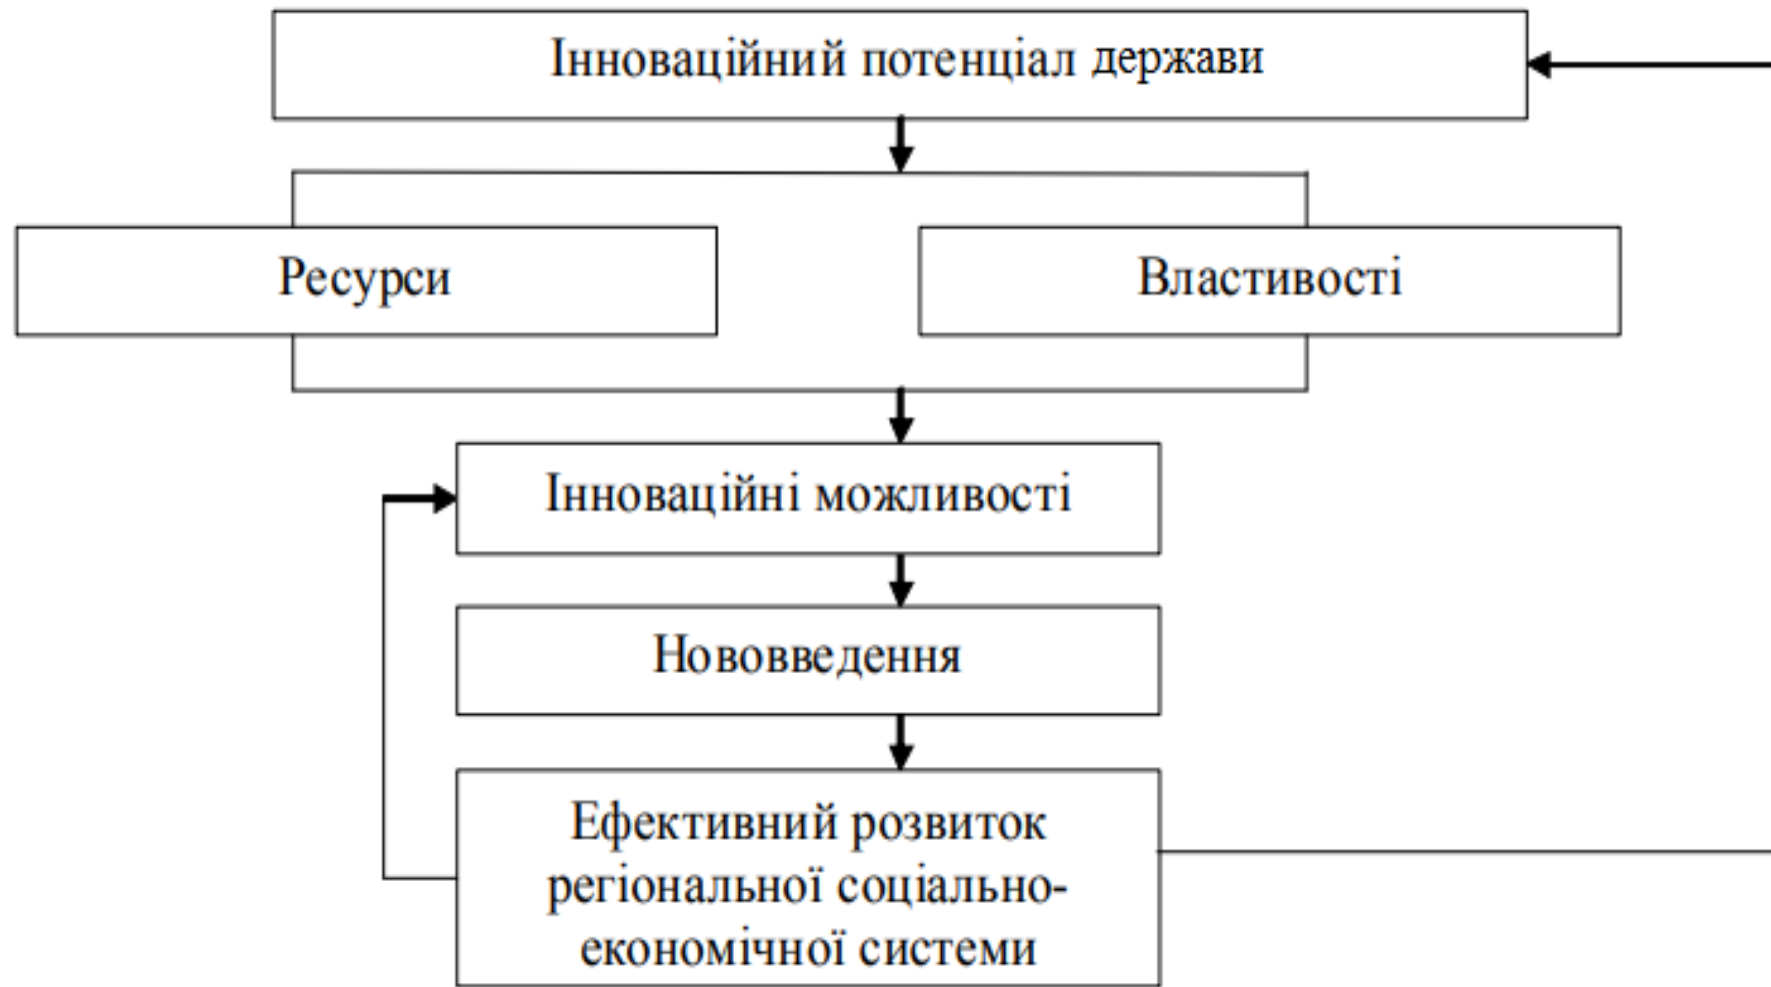 Інноваційний потенціал держави
Ресурси
Властивості
Інноваційні можливості
Нововведення
Ефективний розвиток
регіональної соціально-
економічної системи